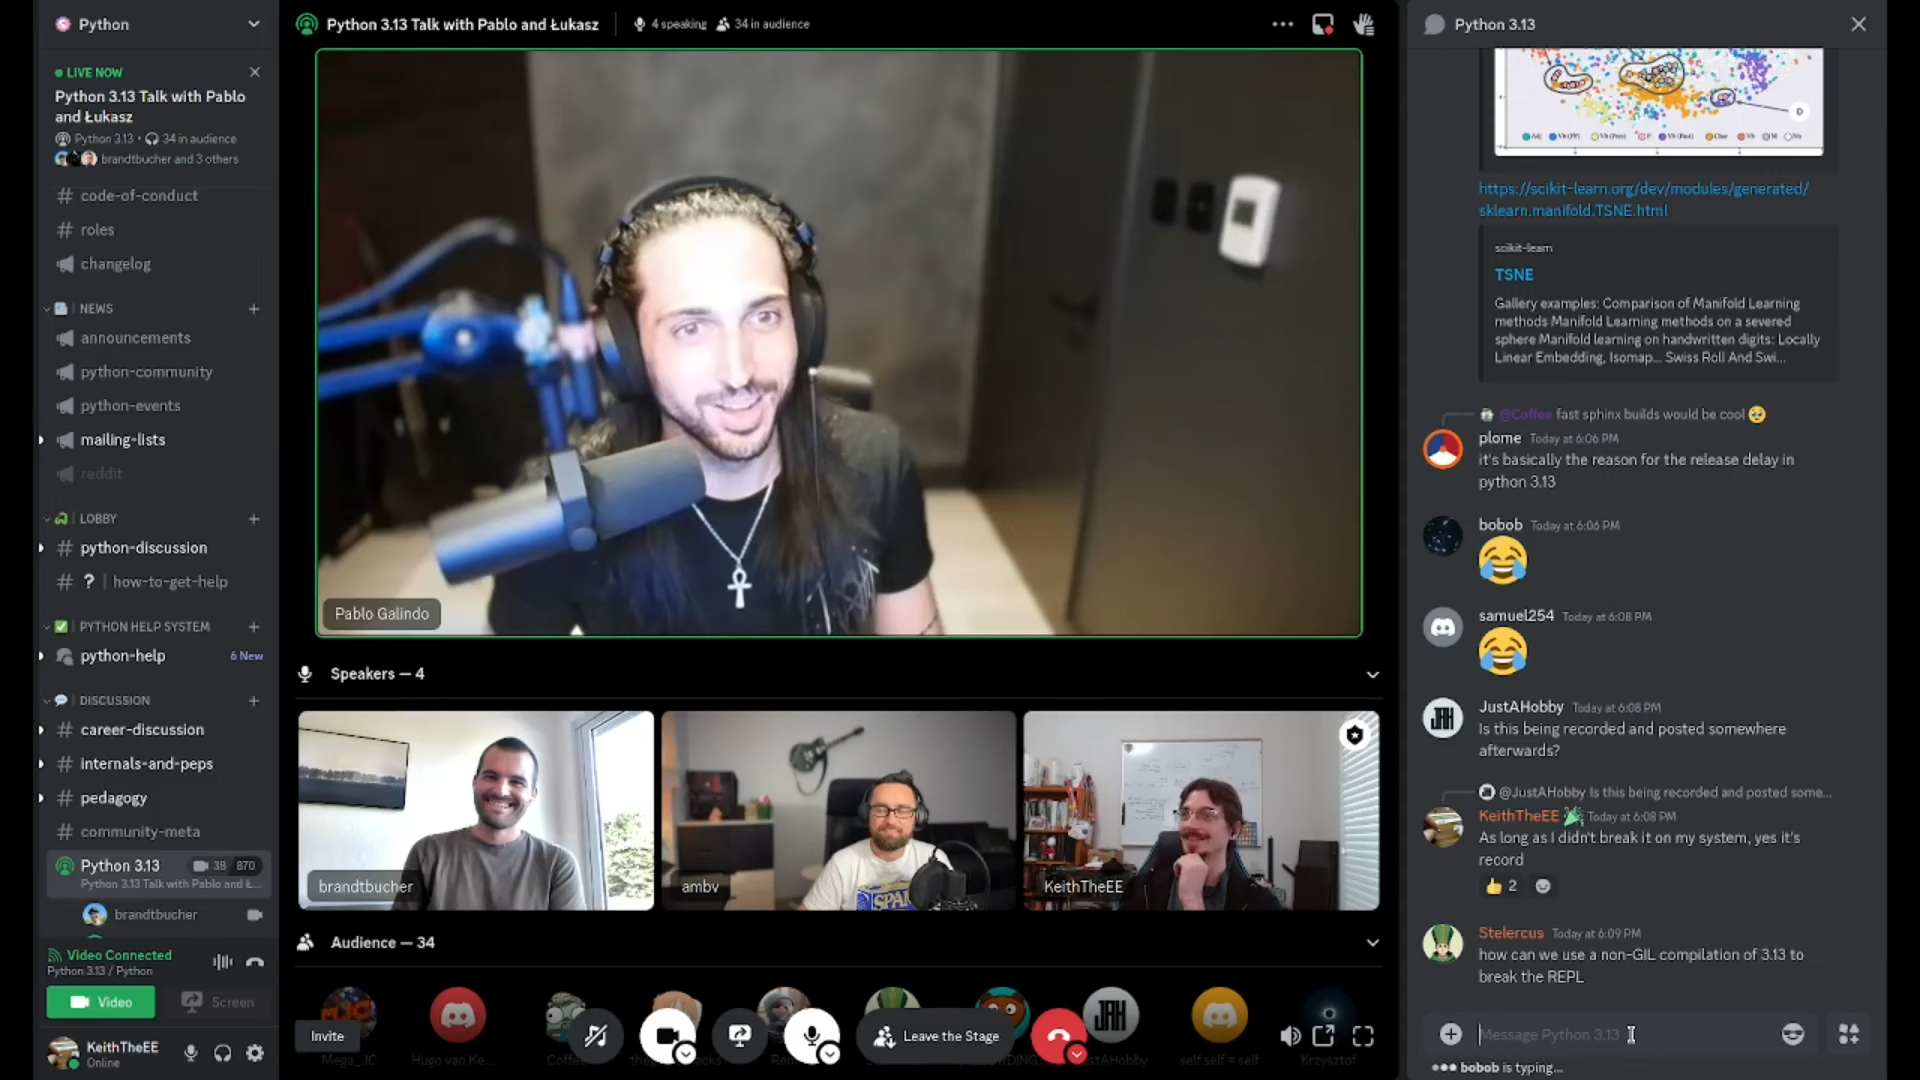 Python
LIVE NOW
Python 3.13 Talk with Pablo
and Łukasz
Python 3.13 • 34 in audience
brandtbucher and 3 others
code-of-conduct
roles
changelog
NEWS
announcements
python-community
python-events
mailing-lists
reddit
LOBBY
python-discussion
? | how-to-get-help
PYTHON HELP SYSTEM
python-help 6 New
DISCUSSION
career-discussion
internals-and-peps
pedagogy
community-meta
Python 3.13 38 870
Python 3.13 Talk with Pablo and Ł...
brandtbucher
Video Connected
Python 3.13 / Python
Video Screen
KeithTheEE
Online
Python 3.13 Talk with Pablo and Łukasz 4 speaking 34 in audience
Pablo Galindo
Speakers — 4
brandtbucher
ambv
SPA
KeithTheEE
Audience — 34
JAH
Invite
Leave the Stage
Mega_JC
Hugo van Ke...
self.self = self
Krzysztof
Python 3.13
D
https://scikit-learn.org/dev/modules/generated/
sklearn.manifold.TSNE.html
scikit-learn
TSNE
Gallery examples: Comparison of Manifold Learning
methods Manifold Learning methods on a severed
sphere Manifold learning on handwritten digits: Locally
Linear Embedding, Isomap... Swiss Roll And Swi...
@Coffee fast sphinx builds would be cool 🥹
plome Today at 6:06 PM
it's basically the reason for the release delay in
python 3.13
bobob Today at 6:06 PM
😂
samuel254 Today at 6:08 PM
😂
JAH
JustAHobby Today at 6:08 PM
Is this being recorded and posted somewhere
afterwards?
@JustAHobby Is this being recorded and posted some...
KeithTheEE Today at 6:08 PM
As long as I didn't break it on my system, yes it's
record
👍 2
Stelercus Today at 6:09 PM
how can we use a non-GIL compilation of 3.13 to
break the REPL
Message Python 3.13
bobob is typing...